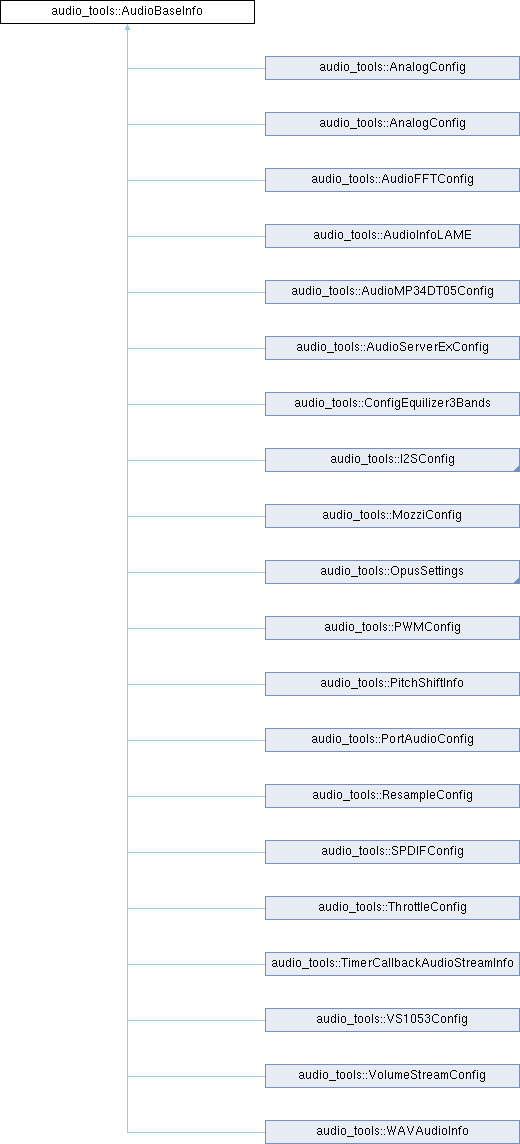 audio_tools::AudioBaseInfo
audio_tools::AnalogConfig
audio_tools::AnalogConfig
audio_tools::AudioFFTConfig
audio_tools::AudioInfoLAME
audio_tools::AudioMP34DT05Config
audio_tools::AudioServerExConfig
audio_tools::ConfigEquilizer3Bands
audio_tools::I2SConfig
audio_tools::MozziConfig
audio_tools::OpusSettings
audio_tools::PWMConfig
audio_tools::PitchShiftInfo
audio_tools::PortAudioConfig
audio_tools::ResampleConfig
audio_tools::SPDIFConfig
audio_tools::ThrottleConfig
audio_tools::TimerCallbackAudioStreamInfo
audio_tools::VS1053Config
audio_tools::VolumeStreamConfig
audio_tools::WAVAudioInfo